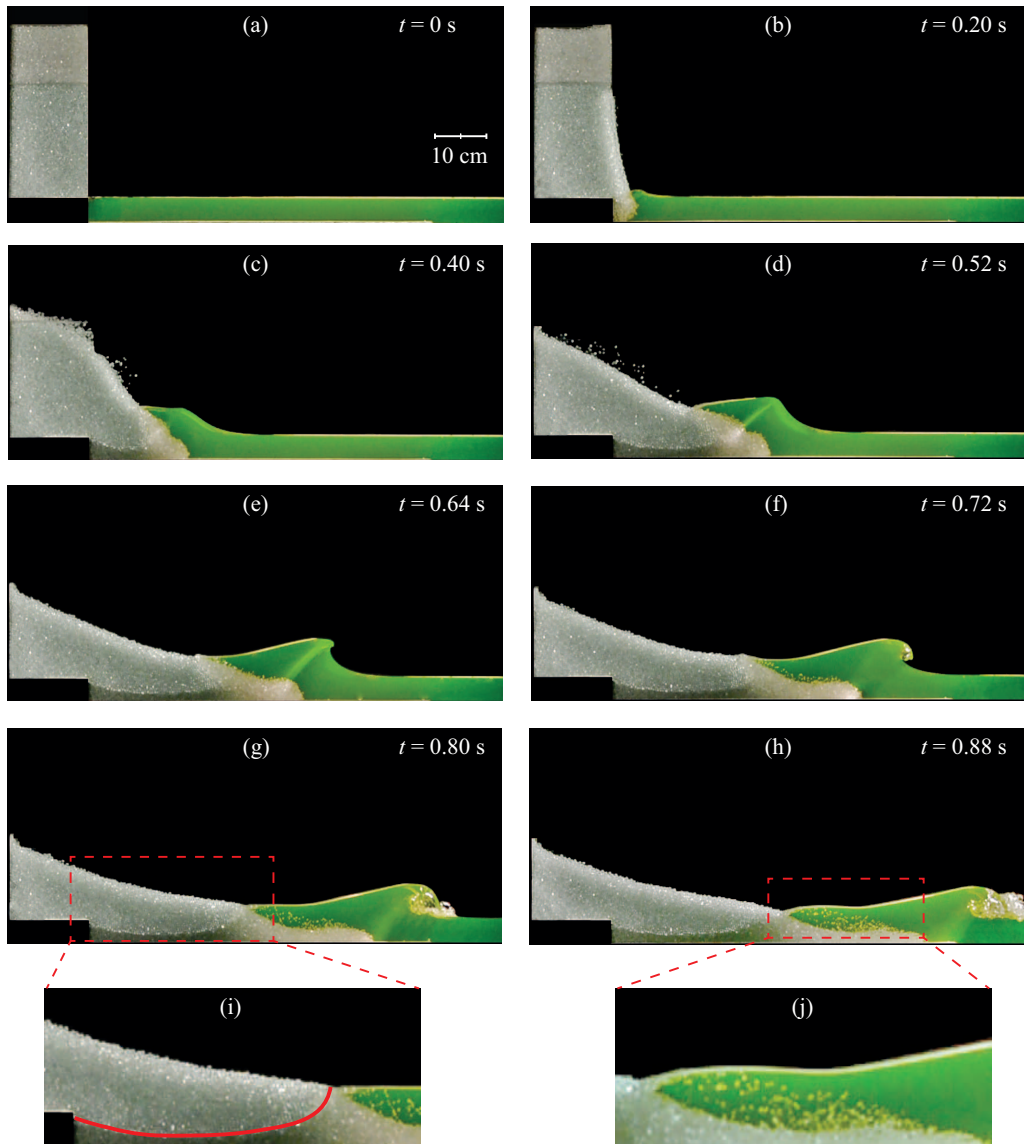 (a) t = 0 s
(b) t = 0.20 s
10 cm
(c) t = 0.40 s
(d) t = 0.52 s
(e) t = 0.64 s
(f) t = 0.72 s
(g) t = 0.80 s
(h) t = 0.88 s
(i)
(j)